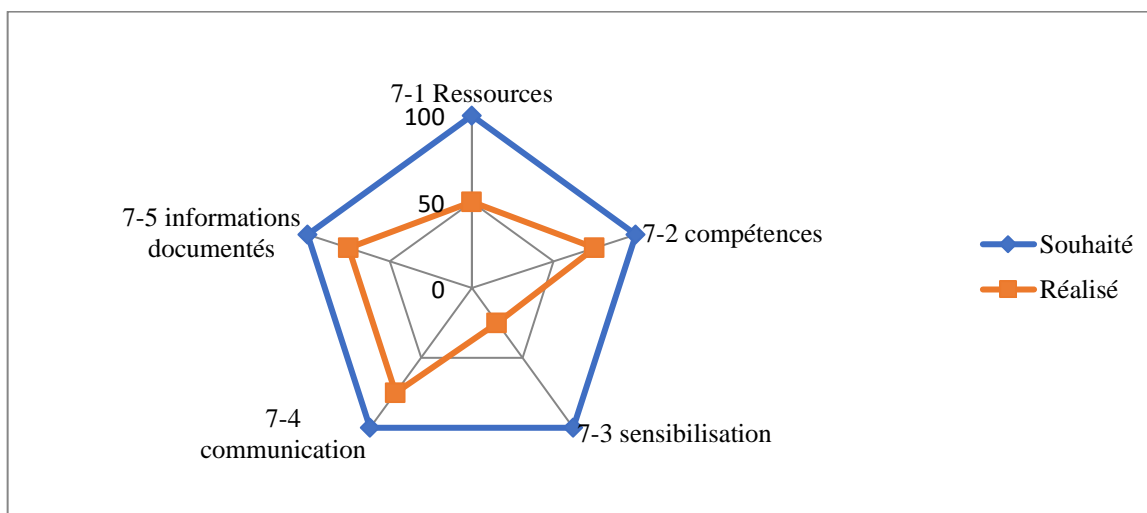 7-1 Ressources
100
50
0
7-5 informations
documentés
7-2 compétences
7-4
communication
7-3 sensibilisation
Souhaité
Réalisé